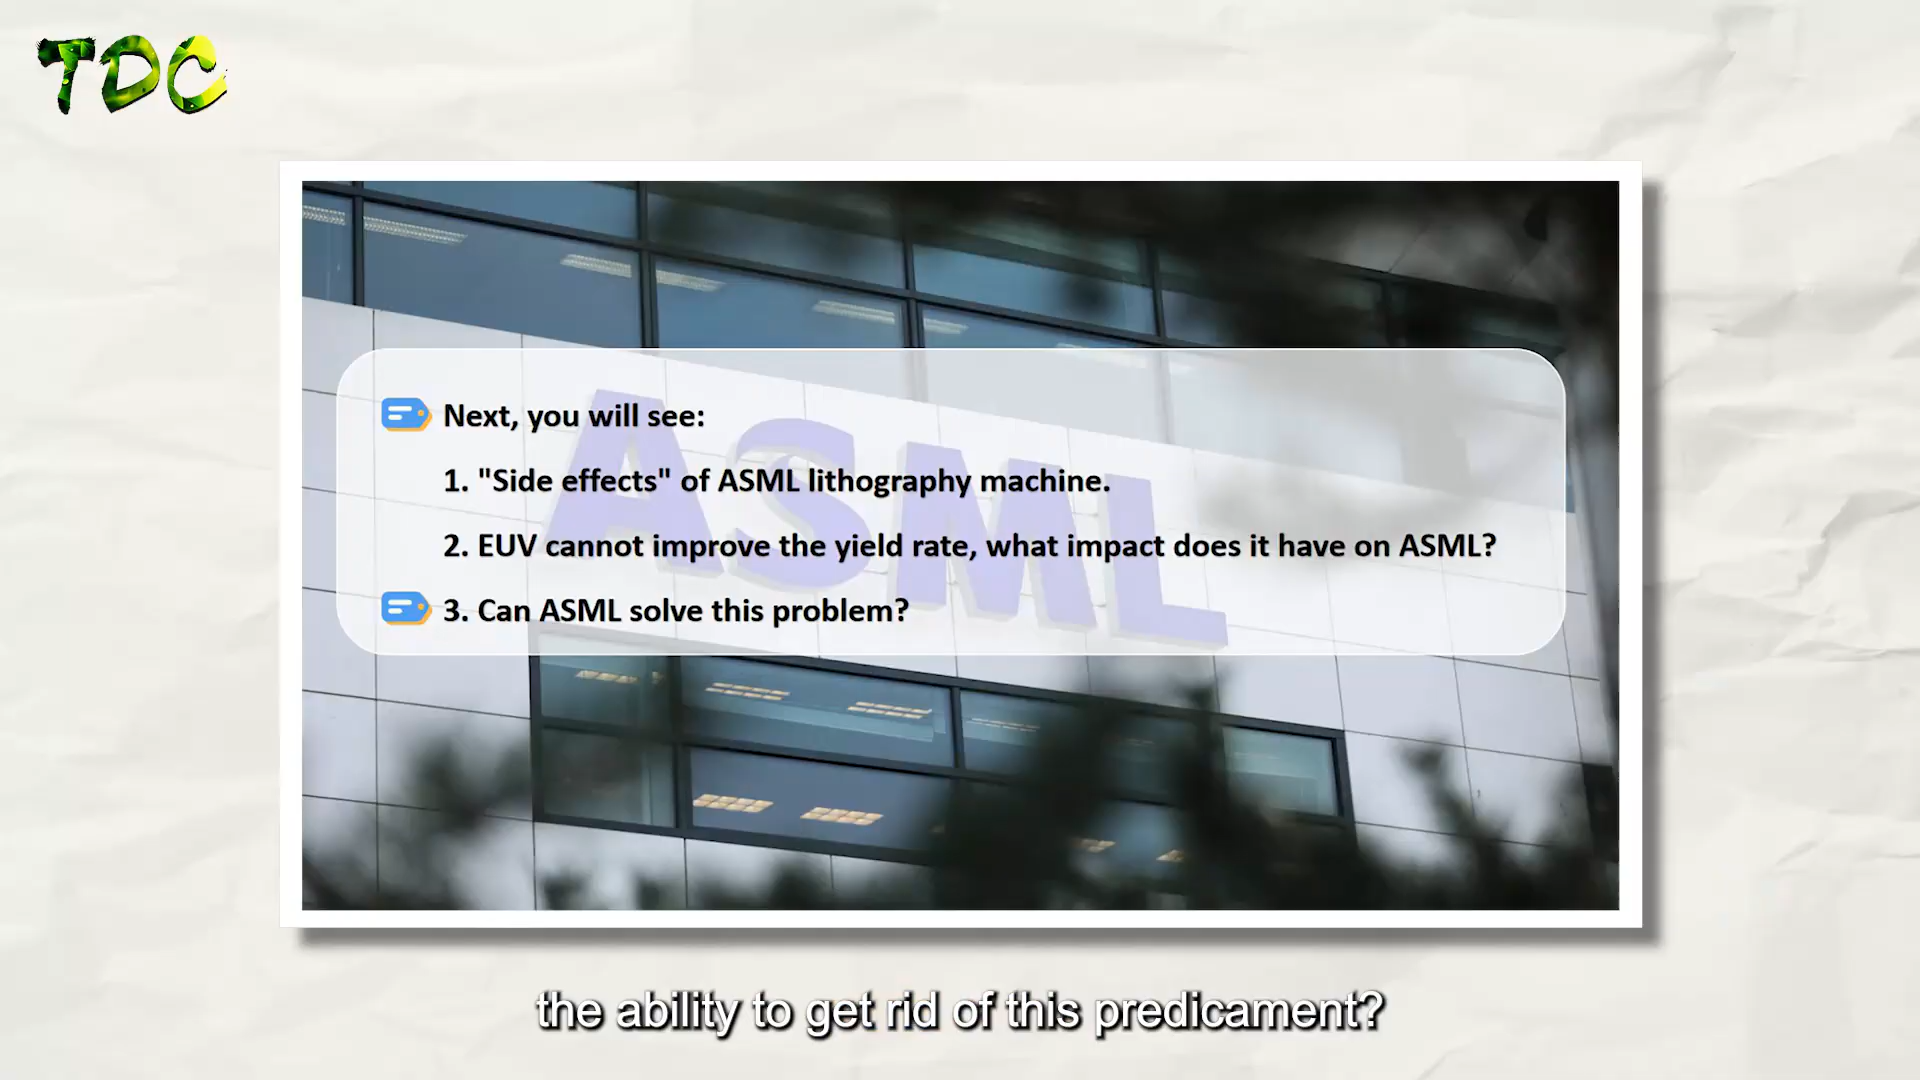 TDC
Next, you will see:
1. "Side effects" of ASML lithography machine.
ASML
2. EUV cannot improve the yield rate, what impact does it have on ASML?
3. Can ASML solve this problem?
the ability to get rid of this predicament?